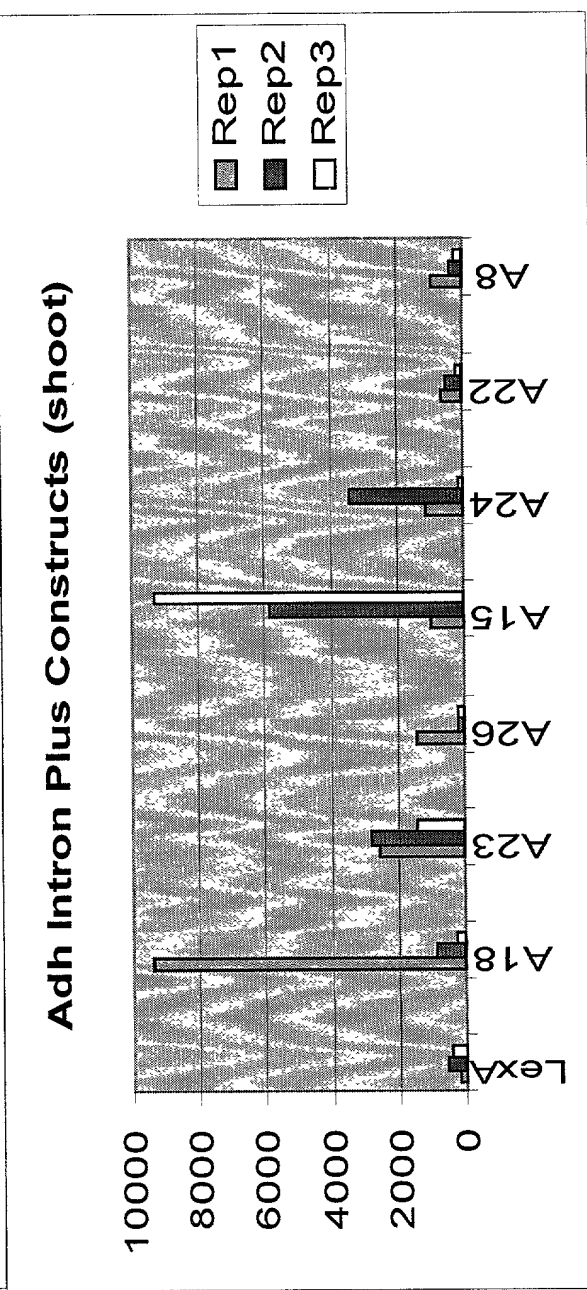 Adh Intron Plus Constructs (shoot)
10000
8000
6000
4000
2000
0
LexA
A18
A23
A26
A15
A24
A22
A8
Rep1
Rep2
Rep3